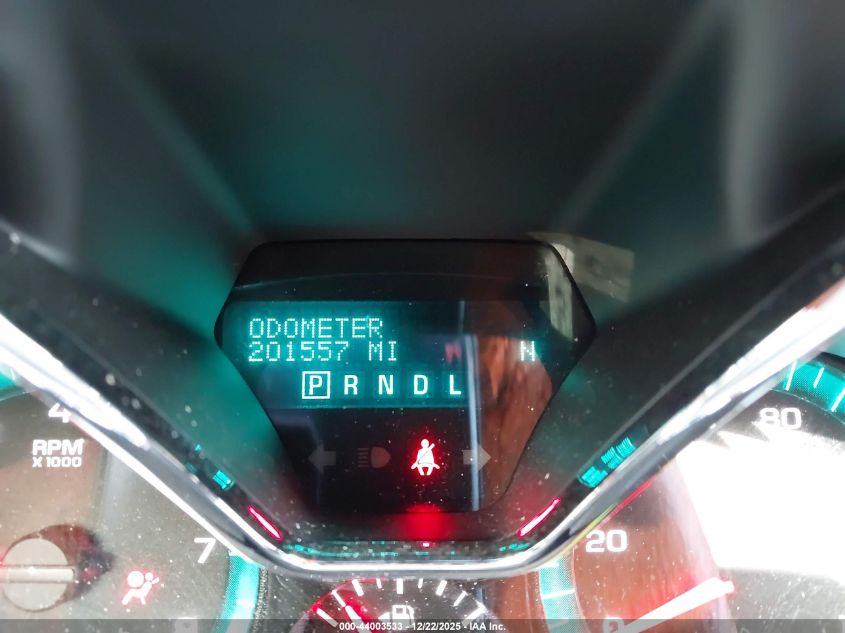 ODOMETER
201557 MI N
P R N D L
4
RPM
X1000
80
7
20
000-44003533 - 12/22/2025 - IAA Inc.